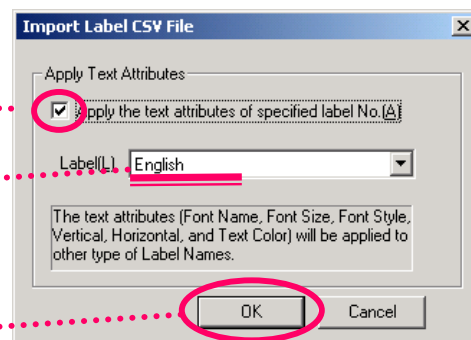 Import Label CSV File
Apply Text Attributes
Apply the text attributes of specified label No.(A)
Label(L) English
The text attributes (Font Name, Font Size, Font Style,
Vertical, Horizontal, and Text Color) will be applied to
other type of Label Names.
OK Cancel